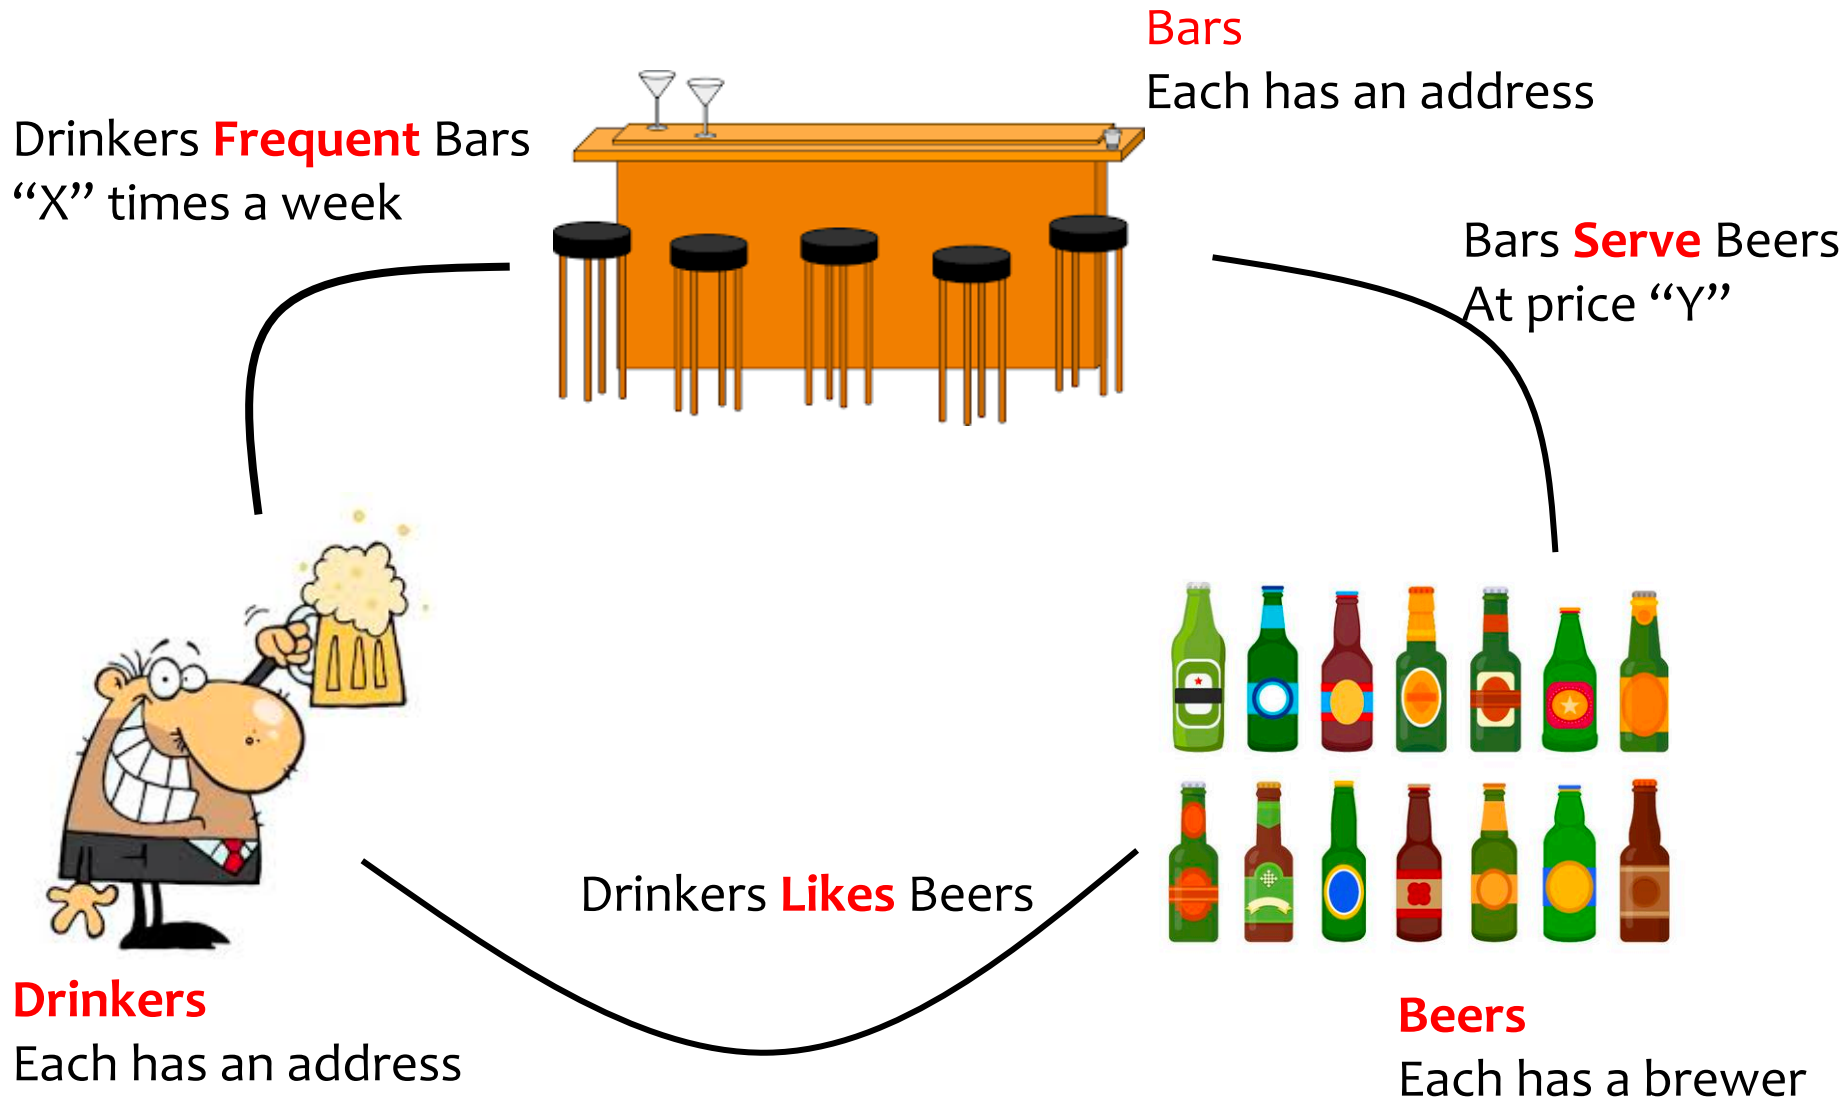 Bars
Each has an address
Drinkers Frequent Bars
“X” times a week
Bars Serve Beers
At price “Y”
Drinkers Likes Beers
Drinkers
Each has an address
Beers
Each has a brewer